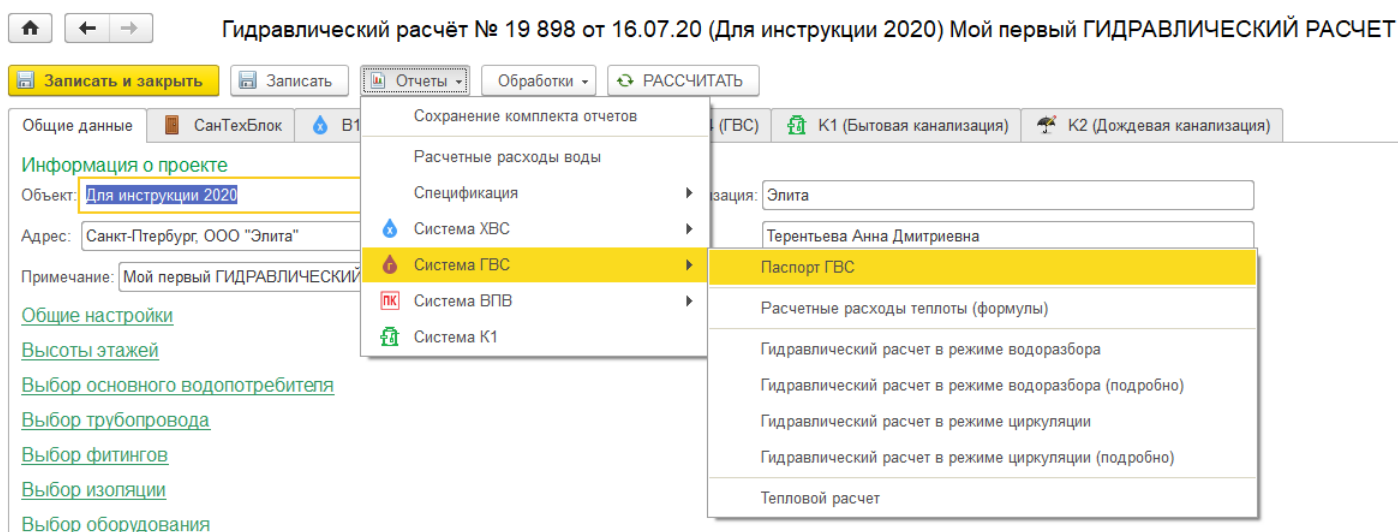 Гидравлический расчёт № 19 898 от 16.07.20 (Для инструкции 2020) Мой первый ГИДРАВЛИЧЕСКИЙ РАСЧЕТ
Записать и закрыть Записать Отчеты Обработки РАССЧИТАТЬ
Общие данные СанТехБлок В1 (ГВС) К1 (Бытовая канализация) К2 (Дождевая канализация)
Информация о проекте
Объект: Для инструкции 2020 зация: Элита
Адрес: Санкт-Птербург, ООО "Элита" Терентьева Анна Дмитриевна
Примечание: Мой первый ГИДРАВЛИЧЕСКИЙ
Общие настройки
Высоты этажей
Выбор основного водопотребителя
Выбор трубопровода
Выбор фитингов
Выбор изоляции
Выбор оборудования
Сохранение комплекта отчетов
Расчетные расходы воды
Спецификация
х Система ХВС
г Система ГВС
ПК Система ВПВ
Система К1
Паспорт ГВС
Расчетные расходы теплоты (формулы)
Гидравлический расчет в режиме водоразбора
Гидравлический расчет в режиме водоразбора (подробно)
Гидравлический расчет в режиме циркуляции
Гидравлический расчет в режиме циркуляции (подробно)
Тепловой расчет